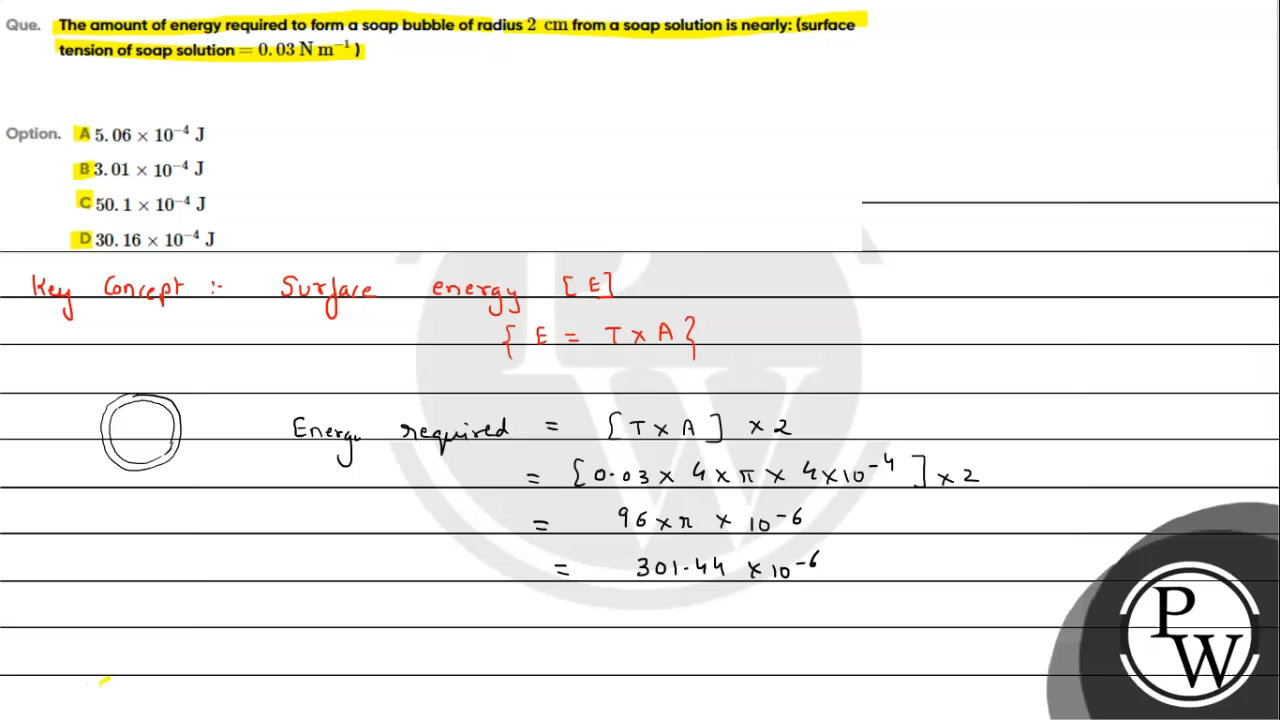 Que. The amount of energy required to form a soap bubble of radius 2 cm from a soap solution is nearly: (surface
tension of soap solution = 0.03 N m⁻¹ )
Option. A 5.06 × 10⁻⁴ J
B 3.01 × 10⁻⁴ J
C 50.1 × 10⁻⁴ J
D 30.16 × 10⁻⁴ J
Key Concept :- Surface energy [E]
{ E = T × A }
Energy required = [T × A] × 2
= [0.03 × 4 × π × 4×10⁻⁴] × 2
= 96 × π × 10⁻⁶
= 301.44 × 10⁻⁶
P
W